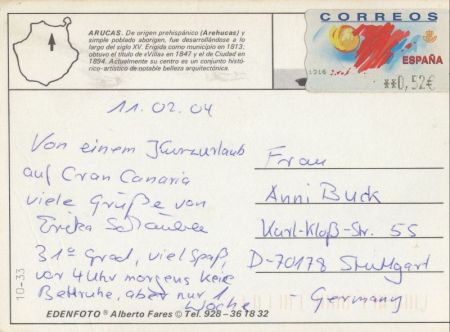 ARUCAS. De origen prehispánico (Arehucas) y
simple poblado aborigen, fue desarrollándose a lo
largo del siglo XV. Erigida como municipio en 1813;
obtuvo el título de «Villa» en 1847 y el de Ciudad en
1894. Actualmente su centro es un conjunto histó-
rico-artístico de notable belleza arquitectónica.
CORREOS
ESPAÑA
**0,52€
11.02.04
Von einem Kurzurlaub
auf Gran Canaria
viele Grüße von
Erika
31° Grad, viel Spaß,
vor 4 Uhr morgens keine
Bettruhe, aber nur 1
Woche
Frau
Anni Buck
Karl-Kloß-Str. 55
D-70178 Stuttgart
Germany
10-33
EDENFOTO ® Alberto Fares © Tel. 928 - 36 18 32